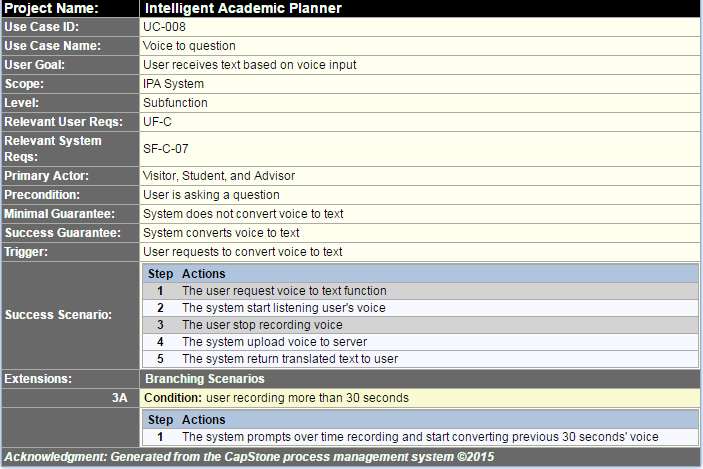 Project Name: Intelligent Academic Planner
Use Case ID: UC-008
Use Case Name: Voice to question
User Goal: User receives text based on voice input
Scope: IPA System
Level: Subfunction
Relevant User Reqs: UF-C
Relevant System
Reqs: SF-C-07
Primary Actor: Visitor, Student, and Advisor
Precondition: User is asking a question
Minimal Guarantee: System does not convert voice to text
Success Guarantee: System converts voice to text
Trigger: User requests to convert voice to text
Success Scenario:
Step Actions
1 The user request voice to text function
2 The system start listening user's voice
3 The user stop recording voice
4 The system upload voice to server
5 The system return translated text to user
Extensions: Branching Scenarios
3A Condition: user recording more than 30 seconds
Step Actions
1 The system prompts over time recording and start converting previous 30 seconds' voice
Acknowledgment: Generated from the CapStone process management system ©2015